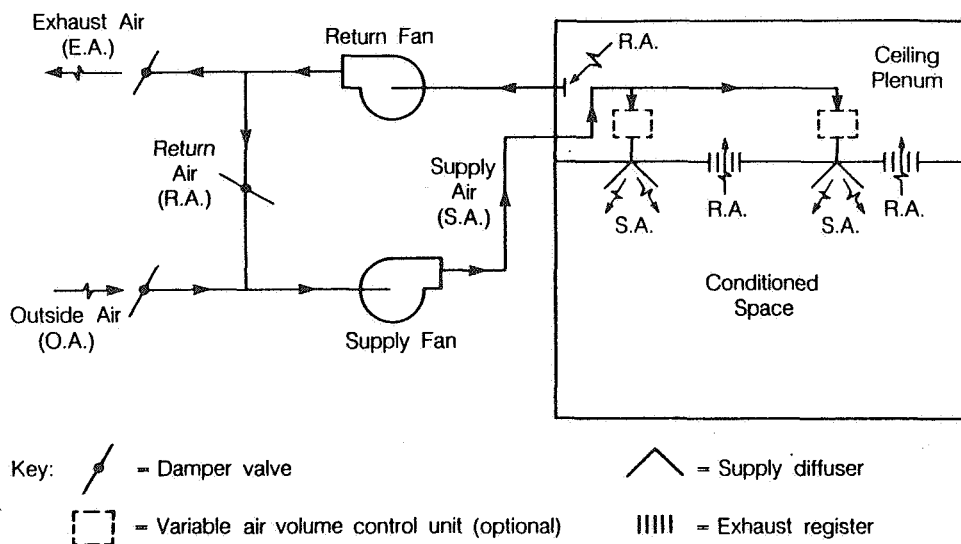 Exhaust Air
(E.A.)
Return Fan
R.A.
Ceiling
Plenum
Return
Air
(R.A.)
Supply
Air
(S.A.)
S.A.
R.A.
S.A.
R.A.
Outside Air
(O.A.)
Supply Fan
Conditioned
Space
Key:
= Damper valve
= Supply diffuser
= Variable air volume control unit (optional)
= Exhaust register